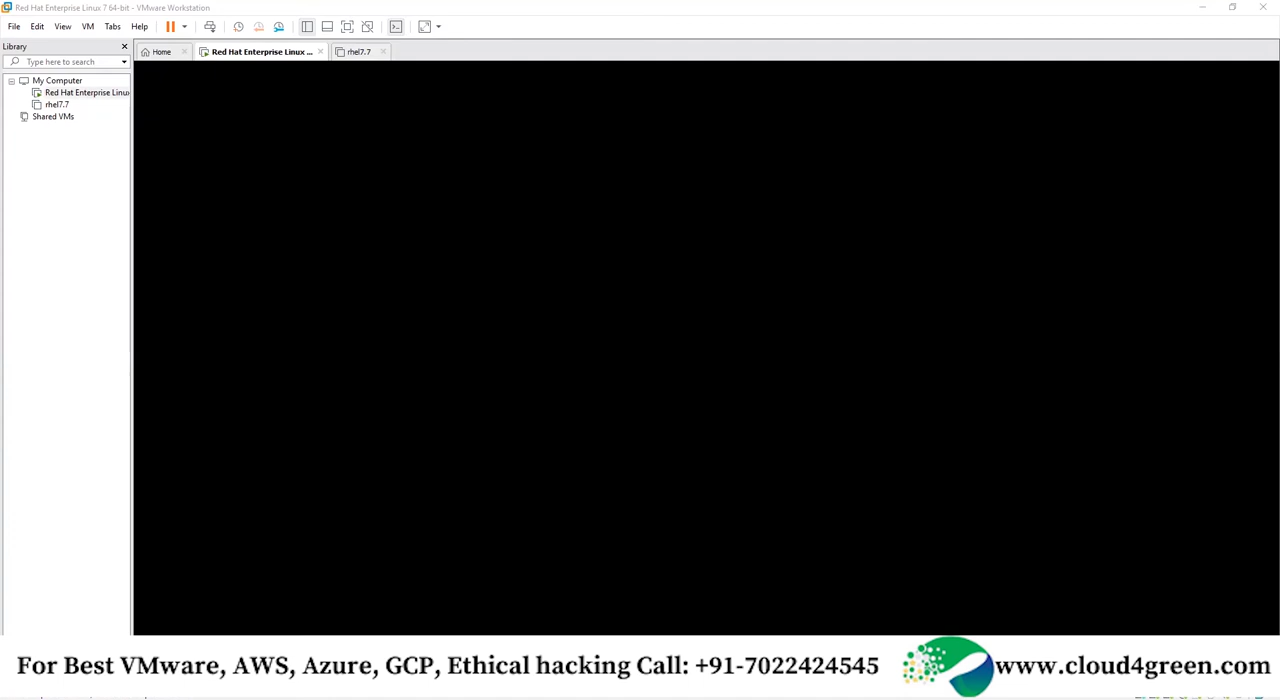 Red Hat Enterprise Linux 7 64-bit - VMware Workstation
File Edit View VM Tabs Help
Library
Home Red Hat Enterprise Linux ... rhel7.7
Type here to search
My Computer
Red Hat Enterprise Linu
rhel7.7
Shared VMs
For Best VMware, AWS, Azure, GCP, Ethical hacking Call: +91-7022424545 www.cloud4green.com